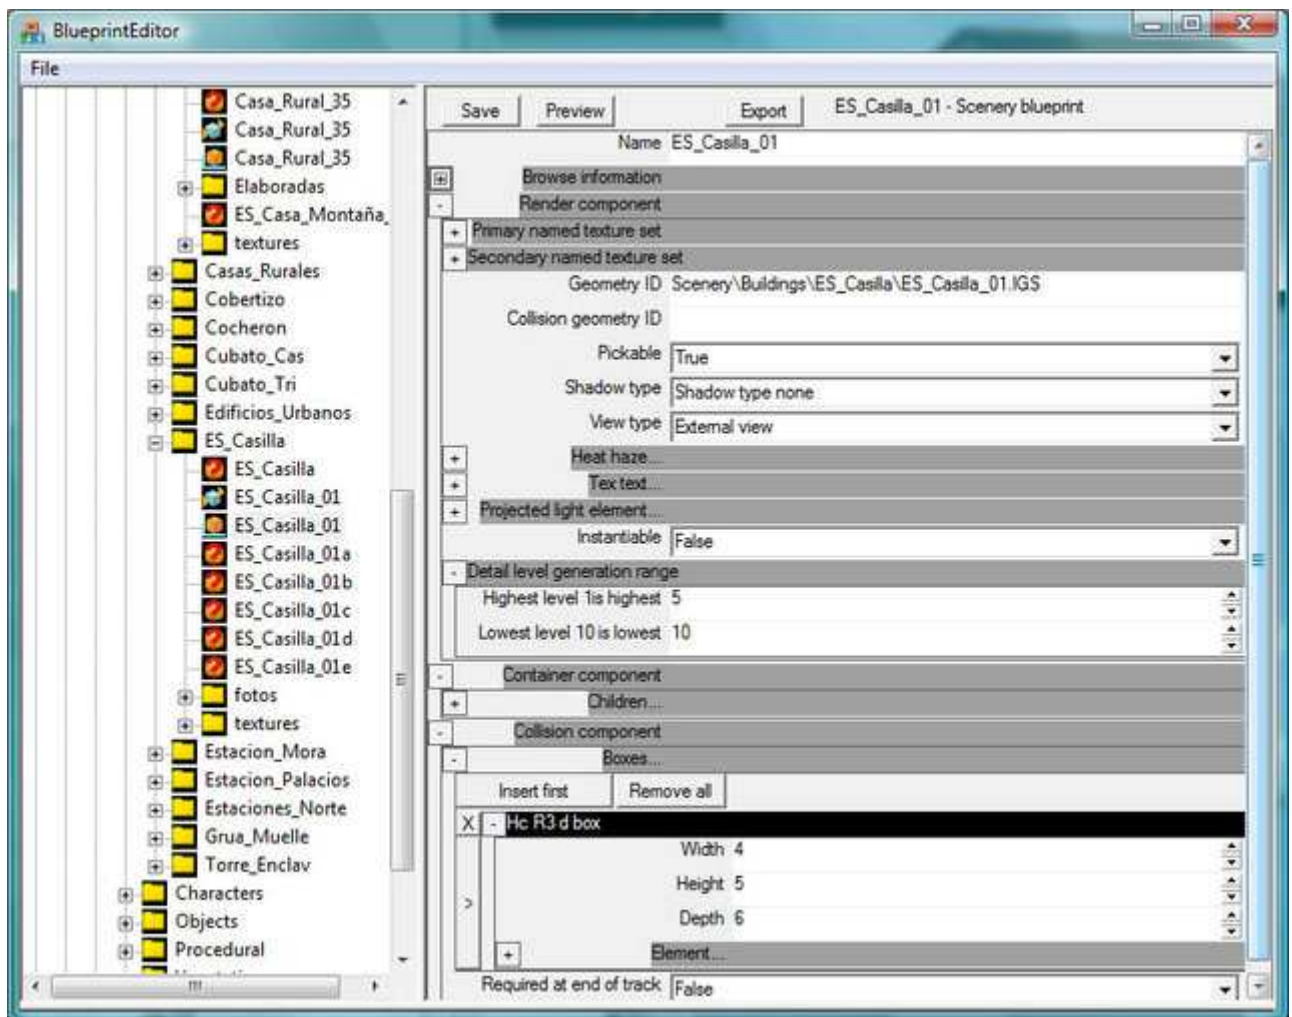 BlueprintEditor
File
Casa_Rural_35
Casa_Rural_35
Casa_Rural_35
Elaboradas
ES_Casa_Montaña_
textures
Casas_Rurales
Cobertizo
Cocheron
Cubato_Cas
Cubato_Tri
Edificios_Urbanos
ES_Casilla
ES_Casilla
ES_Casilla_01
ES_Casilla_01
ES_Casilla_01a
ES_Casilla_01b
ES_Casilla_01c
ES_Casilla_01d
ES_Casilla_01e
fotos
textures
Estacion_Mora
Estacion_Palacios
Estaciones_Norte
Grua_Muelle
Torre_Enclav
Characters
Objects
Procedural
Save Preview Export ES_Casilla_01 - Scenery blueprint
Name ES_Casilla_01
Browse information
Render component
Primary named texture set
Secondary named texture set
Geometry ID Scenery\Buildings\ES_Casilla\ES_Casilla_01.IGS
Collision geometry ID
Pickable True
Shadow type Shadow type none
View type External view
Heat haze...
Tex text...
Projected light element...
Instantiable False
Detail level generation range
Highest level 1is highest 5
Lowest level 10 is lowest 10
Container component
Children...
Collision component
Boxes...
Insert first Remove all
X - Hc R3 d box
Width 4
Height 5
Depth 6
>
Element...
Required at end of track False